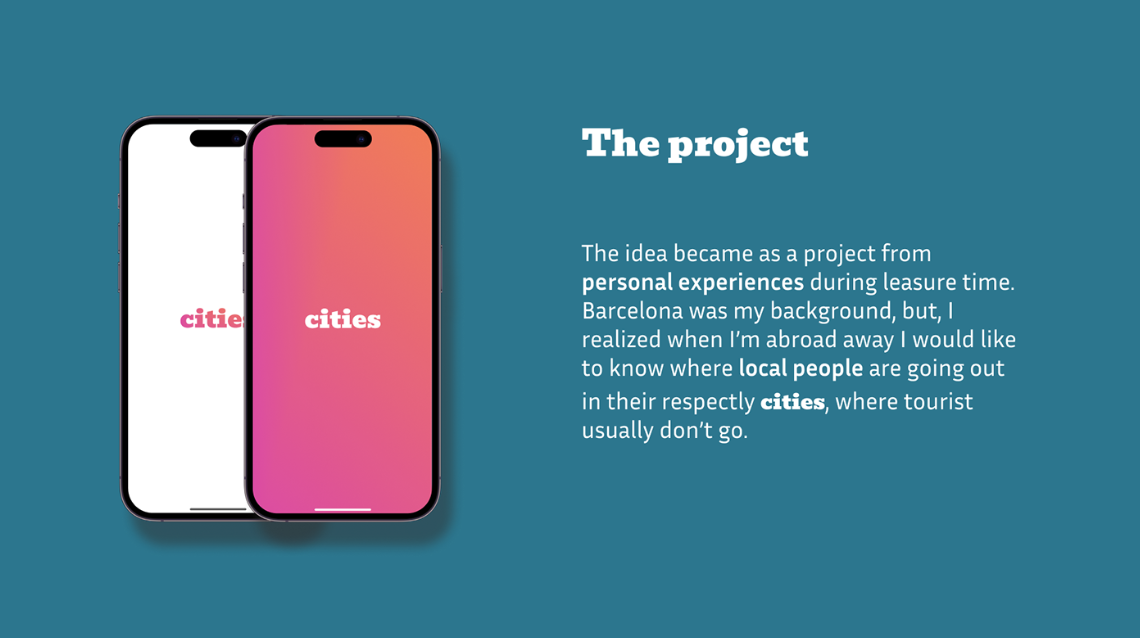 The project
cities
cities
The idea became as a project from
personal experiences during leasure time.
Barcelona was my background, but, I
realized when I’m abroad away I would like
to know where local people are going out
in their respectly cities, where tourist
usually don’t go.